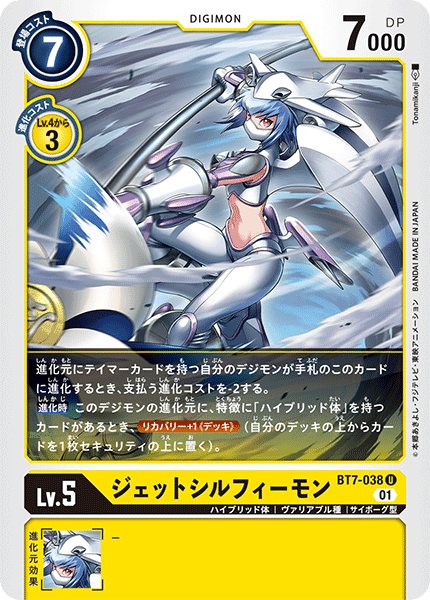 DIGIMON
登場コスト
7
7000
DP
進化コスト
Lv.4から
3
Tonamikanji
BANDAI MADE IN JAPAN
©本郷あきよし・フジテレビ・東映アニメーション
進化元にテイマーカードを持つ自分のデジモンが手札のこのカード
に進化するとき、支払う進化コストを-2する。
進化時 このデジモンの進化元に、特徴に「ハイブリッド体」を持つ
カードがあるとき、リカバリー+1《デッキ》(自分のデッキの上からカー
ドを1枚セキュリティの上に置く)。
Lv.5
ジェットシルフィーモン
BT7-038 U
01
ハイブリッド体 | ヴァリアブル種 | サイボーグ型
進化元効果
–